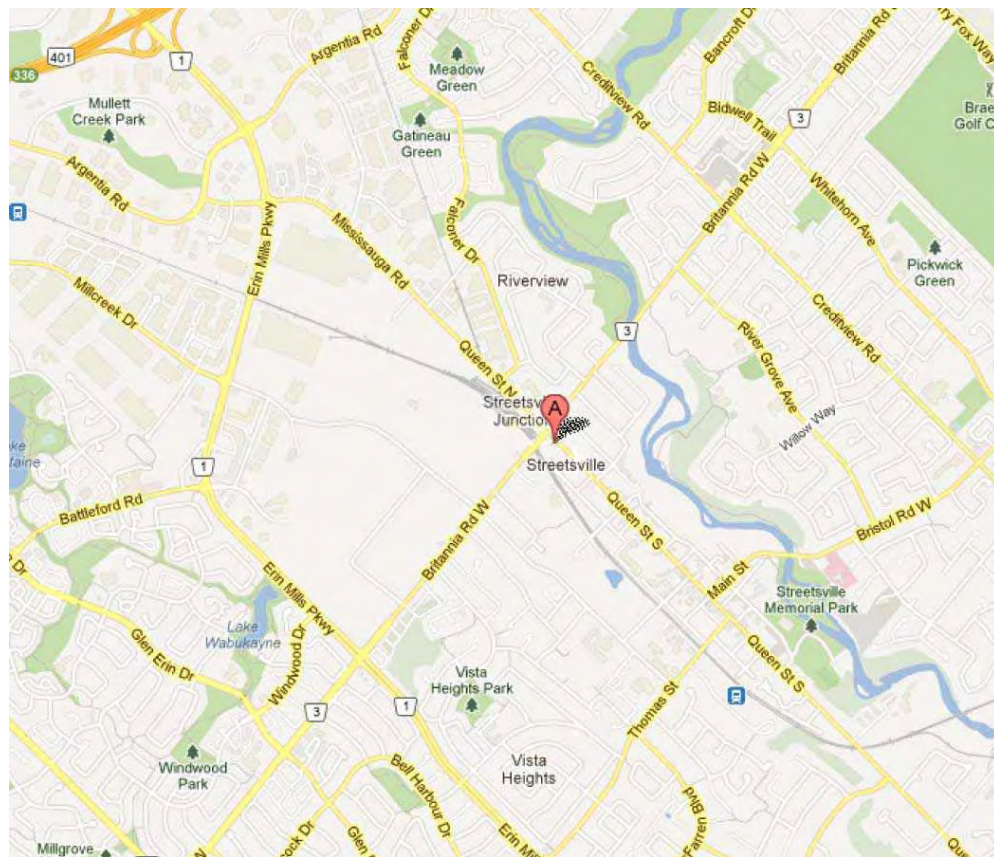 401
1
336
Argentia Rd
Falconer Dr
Meadow
Green
Mullett
Creek Park
Gatineau
Green
Creditview Rd
Bancroft Dr
Britannia Rd W
Fox Way
3
Golf
Bidwell Trail
Whitehorn Ave
Argentia Rd
Erin Mills Pkwy
Mississauga Rd
Falconer Dr
Riverview
Britannia Rd W
Pickwick
Green
Millcreek Dr
3
River Grove Ave
Creditview Rd
Queen St N
Junction
A
Willow Way
Streetsville
1
Battleford Rd
Britannia Rd W
Queen St S
Bristol Rd W
Dr
Erin Mills Pkwy
Main St
Streetsville
Memorial Park
Lake
Wabukayne
Glen Erin Dr
Windwood Dr
Vista
Heights Park
Queen St S
3
1
Thomas St
Windwood
Park
Bell Harbour Dr
Vista
Heights
Millgrove
Glen
Erin